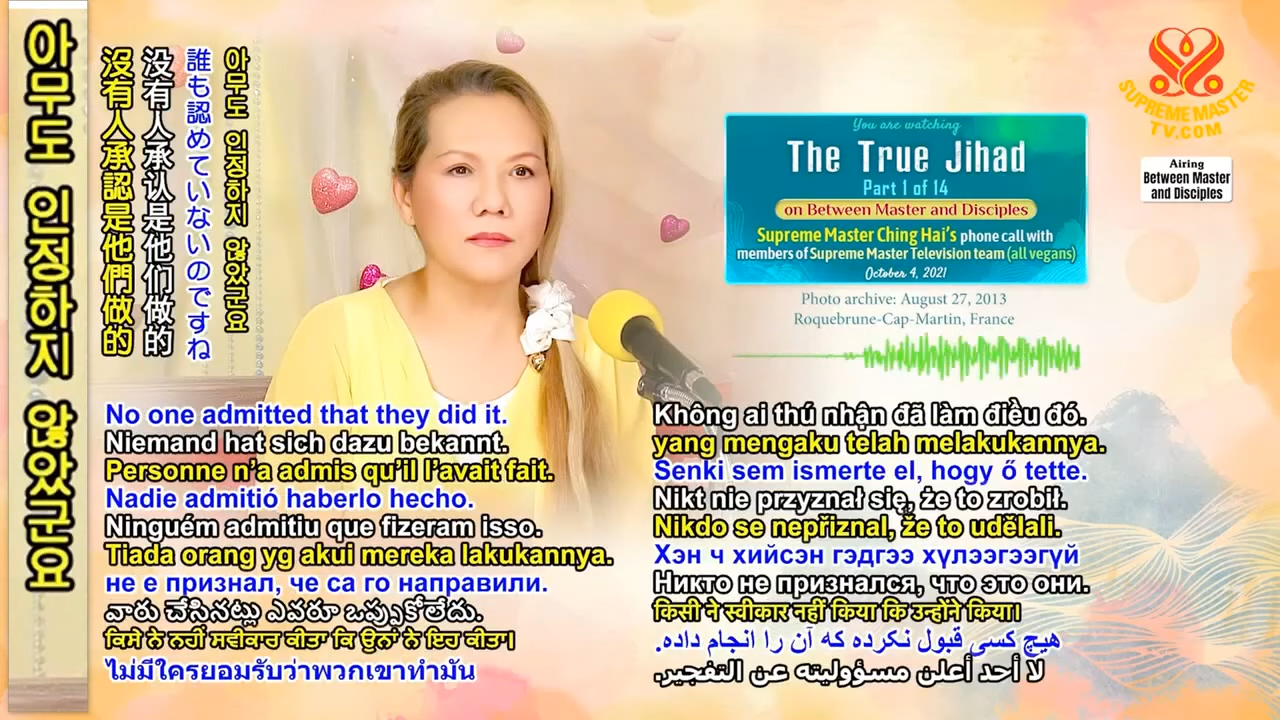 아무도 인정하지 않았군요
沒有人承認是他們做的
没有人承认是他们做的
誰も認めていないのですね
아무도 인정하지 않았군요
SUPREME MASTER
TV.COM
Airing
Between Master
and Disciples
You are watching
The True Jihad
Part 1 of 14
on Between Master and Disciples
Supreme Master Ching Hai's phone call with
members of Supreme Master Television team (all vegans)
October 4, 2021
Photo archive: August 27, 2013
Roquebrune-Cap-Martin, France
No one admitted that they did it.
Niemand hat sich dazu bekannt.
Personne n'a admis qu'il l'avait fait.
Nadie admitió haberlo hecho.
Ninguém admitiu que fizeram isso.
Tiada orang yg akui mereka lakukannya.
не е признал, че са го направили.
వారు చేసినట్లు ఎవరూ ఒప్పుకోలేదు.
ਕਿਸੇ ਨੇ ਨਹੀਂ ਸਵੀਕਾਰ ਕੀਤਾ ਕਿ ਉਨਾਂ ਨੇ ਇਹ ਕੀਤਾ।
ไม่มีใครยอมรับว่าพวกเขาทำมัน
Không ai thú nhận đã làm điều đó.
yang mengaku telah melakukannya.
Senki sem ismerte el, hogy ő tette.
Nikt nie przyznał się, że to zrobił.
Nikdo se nepřiznal, že to udělali.
Хэн ч хийсэн гэдгээ хүлээгээгүй
Никто не признался, что это они.
किसी ने स्वीकार नहीं किया कि उन्होंने किया।
هیچ کسی قبول نکرده که آن را انجام داده.
لا أحد أعلن مسؤوليته عن التفجير.